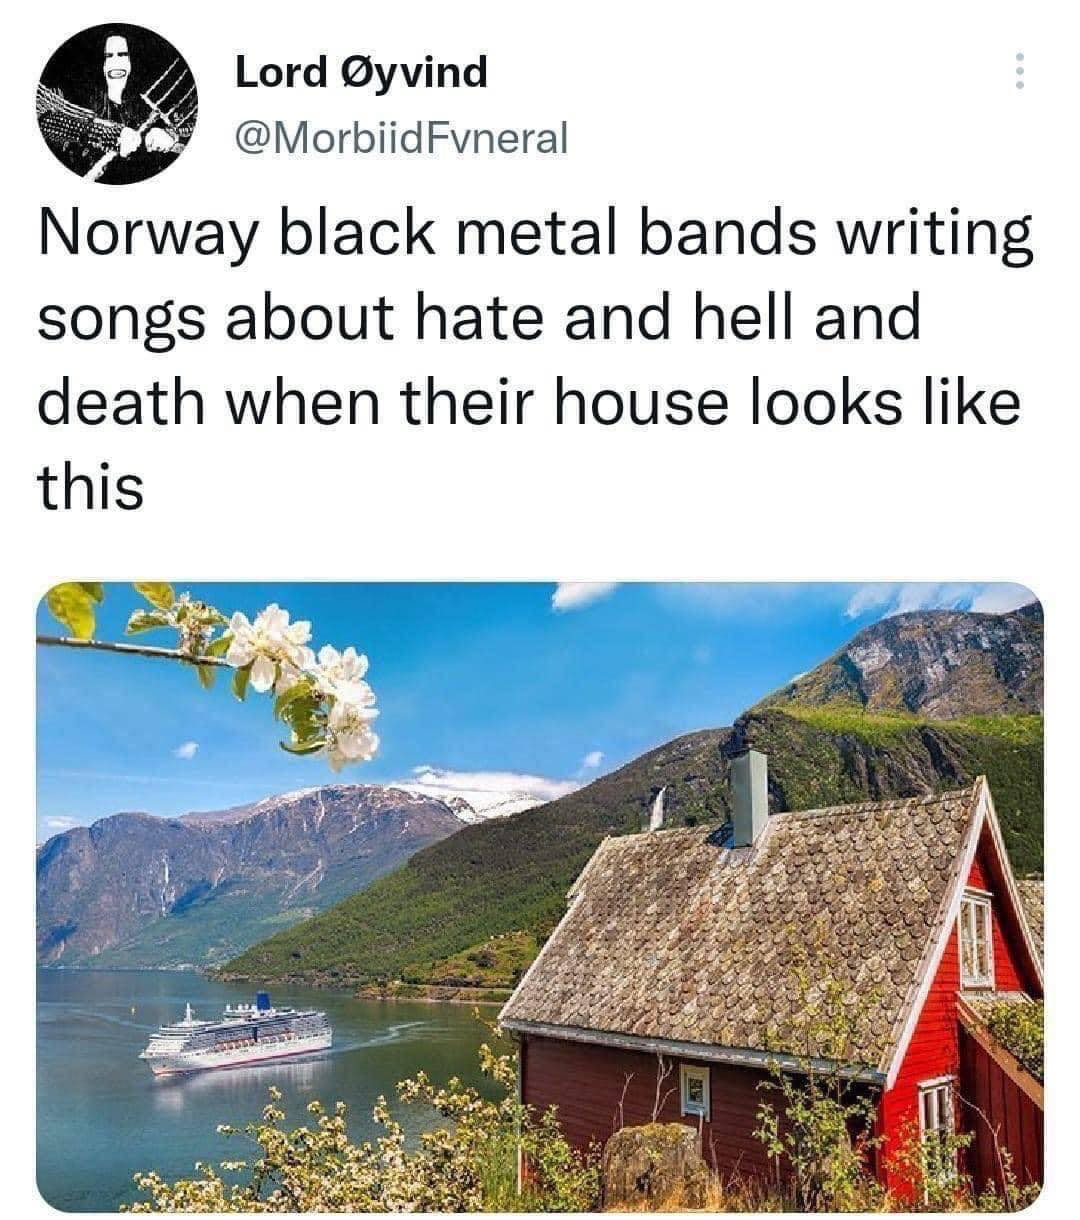 Lord Øyvind
@MorbiidFvneral
Norway black metal bands writing
songs about hate and hell and
death when their house looks like
this